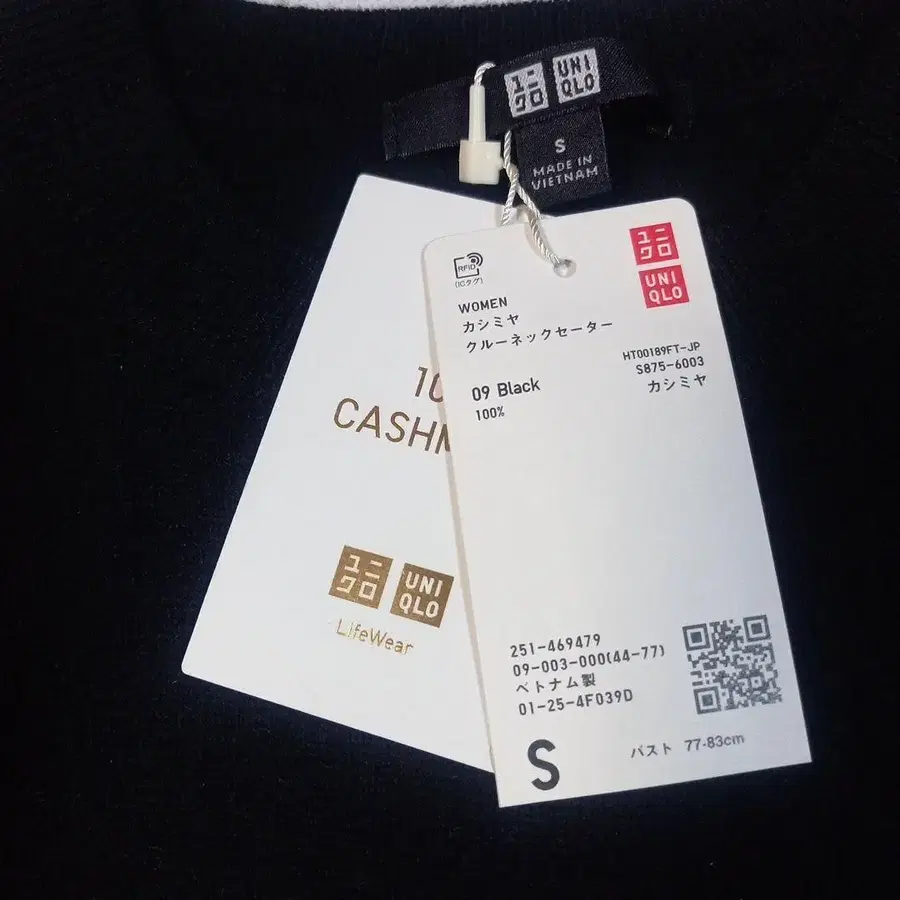 ユニ
クロ
UNI
QLO
S
MADE IN
VIETNAM
RFID
(ICタグ)
WOMEN
カシミヤ
クルーネックセーター
ユニ
クロ
UNI
QLO
HT00189FT-JP
S875-6003
カシミヤ
09 Black
100%
251-469479
09-003-000(44-77)
ベトナム製
01-25-4F039D
S
バスト 77-83cm
10
CASHM
ユニ
クロ
UNI
QLO
LifeWear